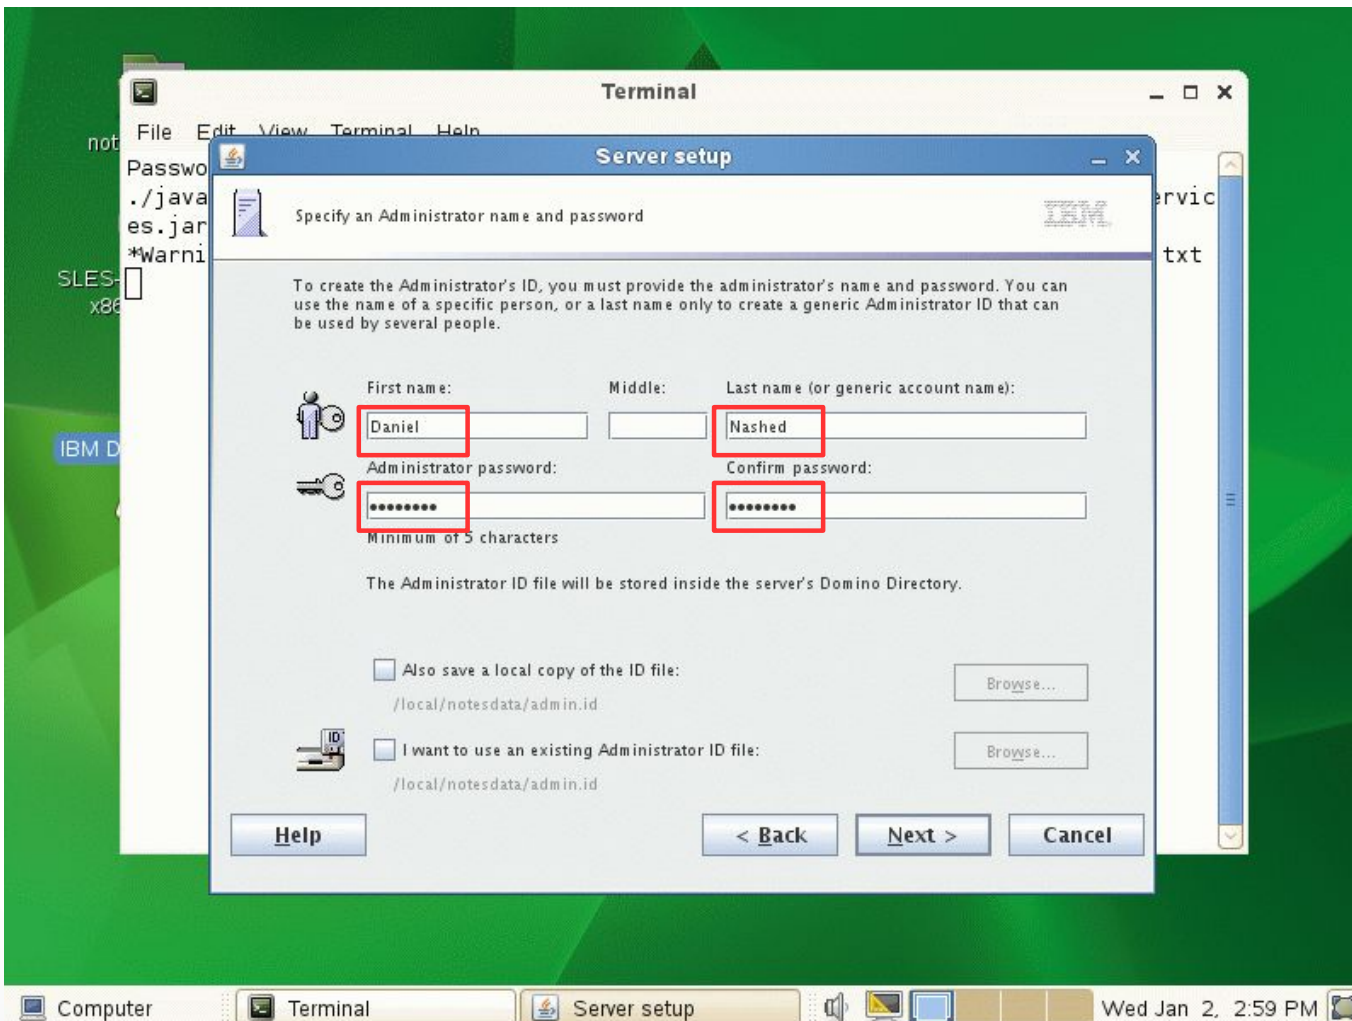 Terminal
File Edit View Terminal Help
not
Passwo
./java
ervic
es.jar
*Warni
txt
SLES-
x86
IBM D
Server setup
Specify an Administrator name and password
IBM
To create the Administrator's ID, you must provide the administrator's name and password. You can
use the name of a specific person, or a last name only to create a generic Administrator ID that can
be used by several people.
First name: Middle: Last name (or generic account name):
Daniel Nashed
Administrator password: Confirm password:
•••••••• ••••••••
Minimum of 5 characters
The Administrator ID file will be stored inside the server's Domino Directory.
Also save a local copy of the ID file: Browse...
/local/notesdata/admin.id
ID
I want to use an existing Administrator ID file: Browse...
/local/notesdata/admin.id
Help < Back Next > Cancel
Computer Terminal Server setup Wed Jan 2, 2:59 PM